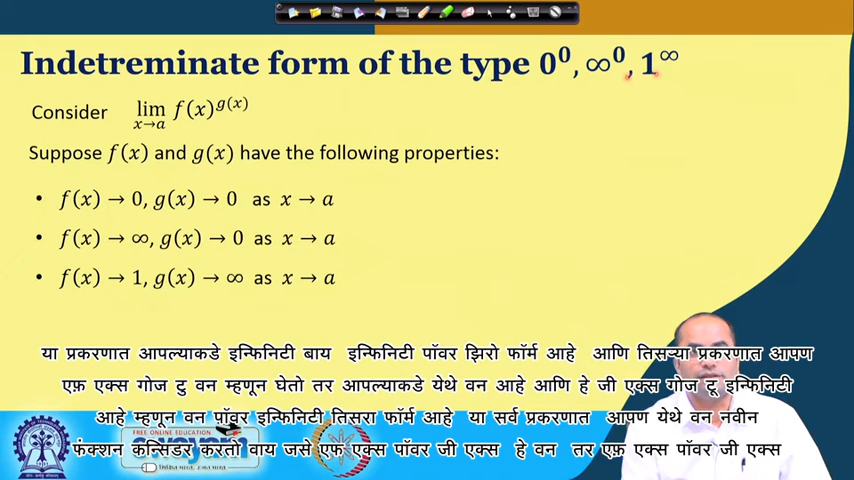 Indetreminate form of the type 0⁰, ∞⁰, 1^∞
Consider lim x→a f(x)^g(x)
Suppose f(x) and g(x) have the following properties:
• f(x) → 0, g(x) → 0 as x → a
• f(x) → ∞, g(x) → 0 as x → a
• f(x) → 1, g(x) → ∞ as x → a
या प्रकरणात आपल्याकडे इन्फिनिटी बाय इन्फिनिटी पॉवर झिरो फॉर्म आहे आणि तिसऱ्या प्रकरणात आपण
एफ़ एक्स गोज टु वन म्हणून घेतो तर आपल्याकडे येथे वन आहे आणि हे जी एक्स गोज टू इन्फिनिटी
आहे म्हणून वन पॉवर इन्फिनिटी तिसरा फॉर्म आहे या सर्व प्रकरणात आपण येथे वन नवीन
FREE ONLINE EDUCATION
swayam
फंक्शन कन्सिडर करतो वाय जसे एफ एक्स पॉवर जी एक्स हे वन तर एफ़ एक्स पॉवर जी एक्स